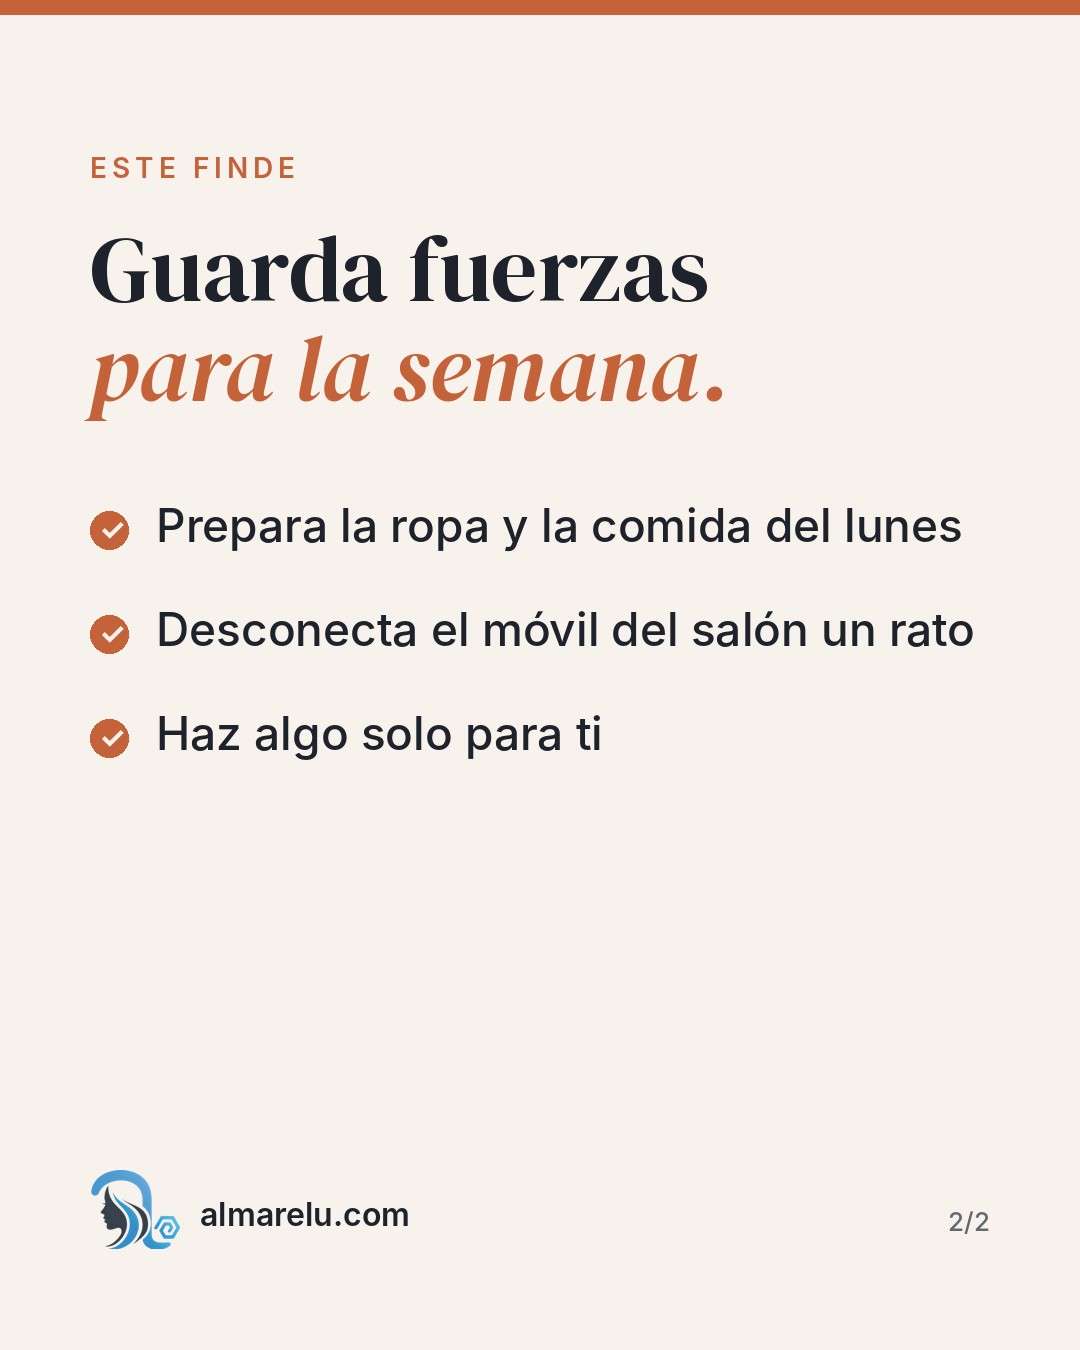 ESTE FINDE
Guarda fuerzas
para la semana.
Prepara la ropa y la comida del lunes
Desconecta el móvil del salón un rato
Haz algo solo para ti
almarelu.com
2/2